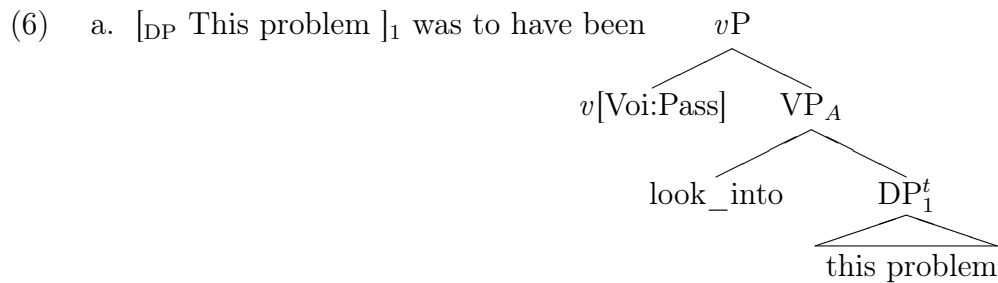 (6) a. [DP This problem ]1 was to have been vP
v[Voi:Pass] VPA
look_into DPt1
this problem